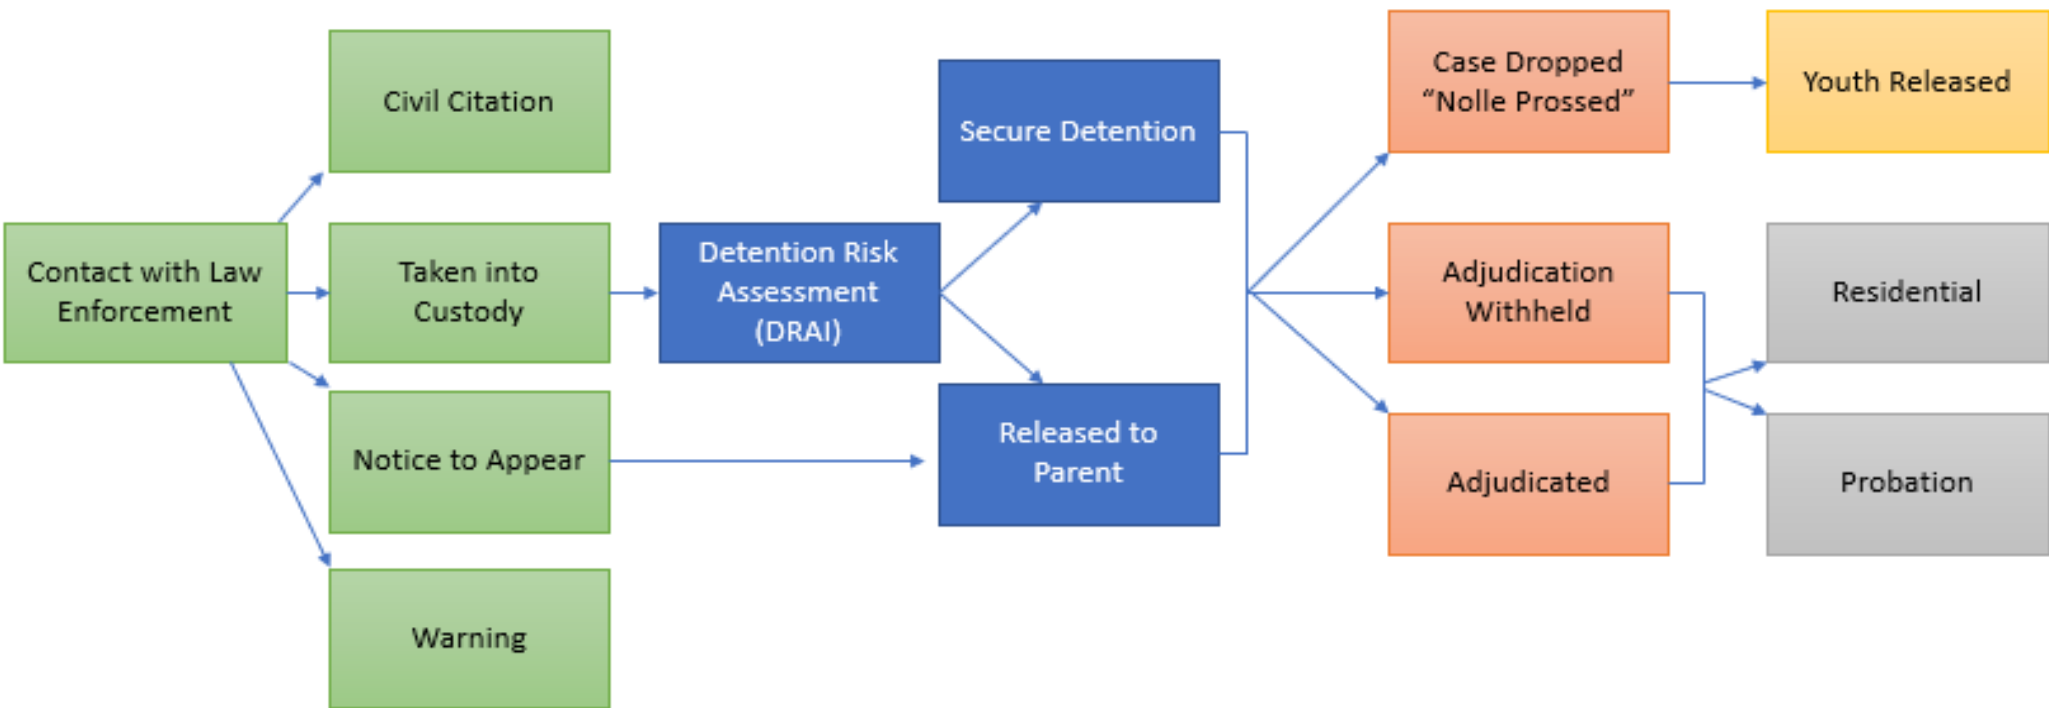 Contact with Law
Enforcement
Civil Citation
Taken into
Custody
Notice to Appear
Warning
Detention Risk
Assessment
(DRAI)
Secure Detention
Released to
Parent
Case Dropped
“Nolle Prossed”
Adjudication
Withheld
Adjudicated
Youth Released
Residential
Probation